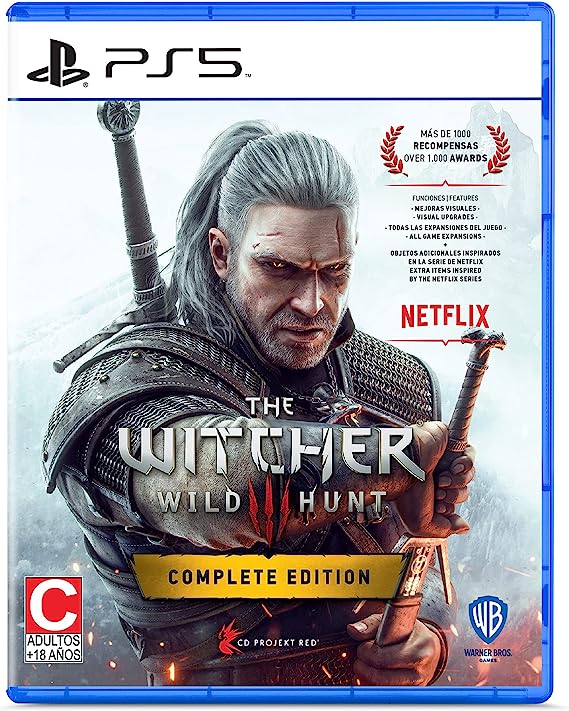 PS5
MÁS DE 1000
RECOMPENSAS
OVER 1.000 AWARDS
FUNCIONES|FEATURES
- MEJORAS VISUALES -
- VISUAL UPGRADES -
- TODAS LAS EXPANSIONES DEL JUEGO -
- ALL GAME EXPANSIONS -
+
OBJETOS ADICIONALES INSPIRADOS
EN LA SERIE DE NETFLIX
EXTRA ITEMS INSPIRED
BY THE NETFLIX SERIES
NETFLIX
THE
WITCHER
WILD III HUNT
COMPLETE EDITION
C
ADULTOS
+18 AÑOS
CD PROJEKT RED®
WB
WARNER BROS.
GAMES